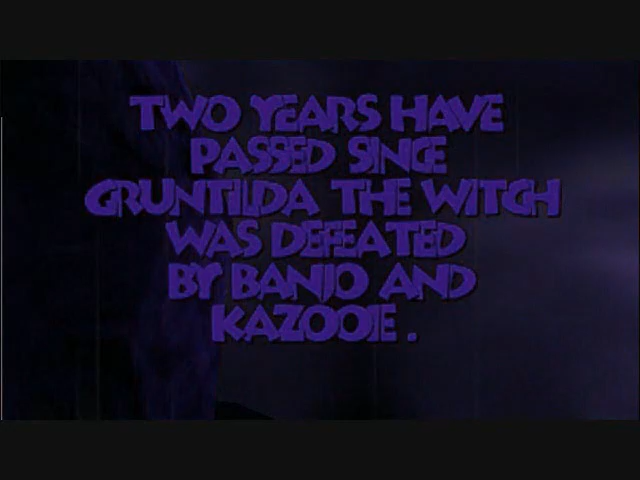 TWO YEARS HAVE
PASSED SINCE
GRUNTILDA THE WITCH
WAS DEFEATED
BY BANJO AND
KAZOOIE.